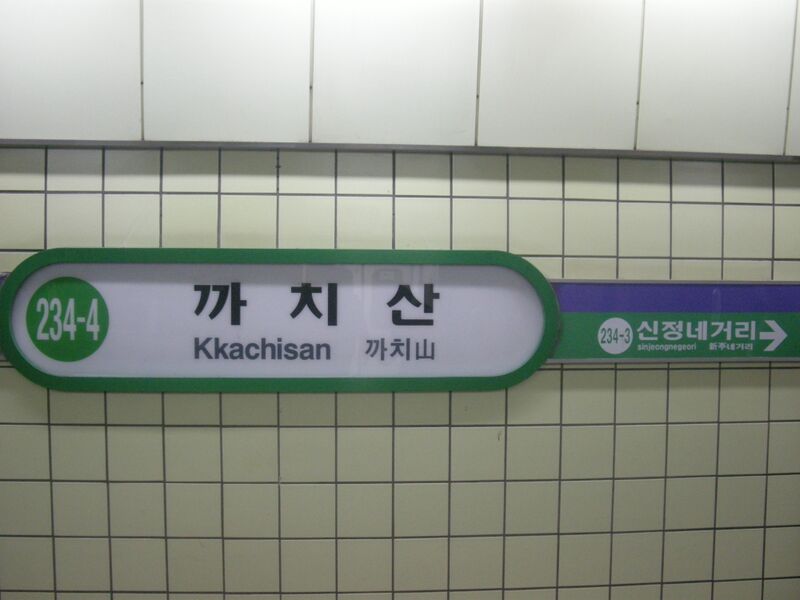 234-4
까치산
Kkachisan 까치山
234-3 신정네거리
sinjeongnegeori 新亭네거리